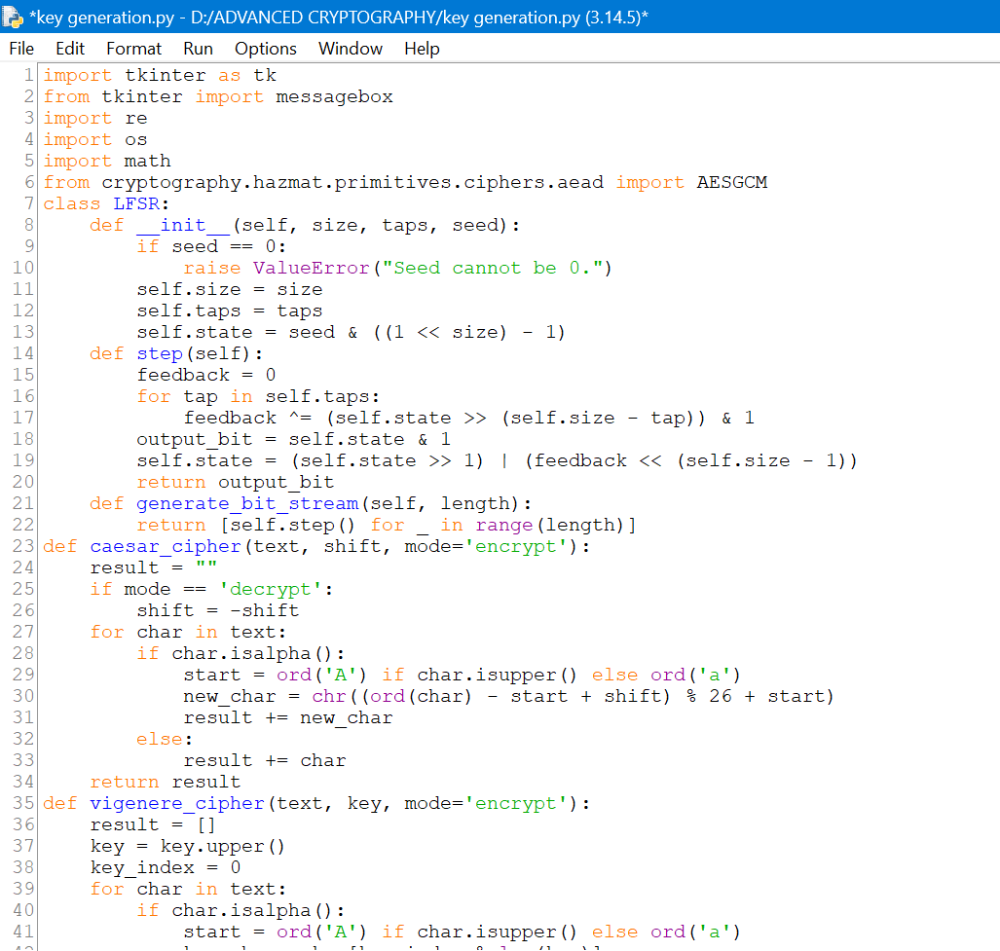 *key generation.py - D:/ADVANCED CRYPTOGRAPHY/key generation.py (3.14.5)*
File Edit Format Run Options Window Help
1 import tkinter as tk
2 from tkinter import messagebox
3 import re
4 import os
5 import math
6 from cryptography.hazmat.primitives.ciphers.aead import AESGCM
7 class LFSR:
8     def __init__(self, size, taps, seed):
9         if seed == 0:
10             raise ValueError("Seed cannot be 0.")
11         self.size = size
12         self.taps = taps
13         self.state = seed & ((1 << size) - 1)
14     def step(self):
15         feedback = 0
16         for tap in self.taps:
17             feedback ^= (self.state >> (self.size - tap)) & 1
18         output_bit = self.state & 1
19         self.state = (self.state >> 1) | (feedback << (self.size - 1))
20         return output_bit
21     def generate_bit_stream(self, length):
22         return [self.step() for _ in range(length)]
23 def caesar_cipher(text, shift, mode='encrypt'):
24     result = ""
25     if mode == 'decrypt':
26         shift = -shift
27     for char in text:
28         if char.isalpha():
29             start = ord('A') if char.isupper() else ord('a')
30             new_char = chr((ord(char) - start + shift) % 26 + start)
31             result += new_char
32         else:
33             result += char
34     return result
35 def vigenere_cipher(text, key, mode='encrypt'):
36     result = []
37     key = key.upper()
38     key_index = 0
39     for char in text:
40         if char.isalpha():
41             start = ord('A') if char.isupper() else ord('a')